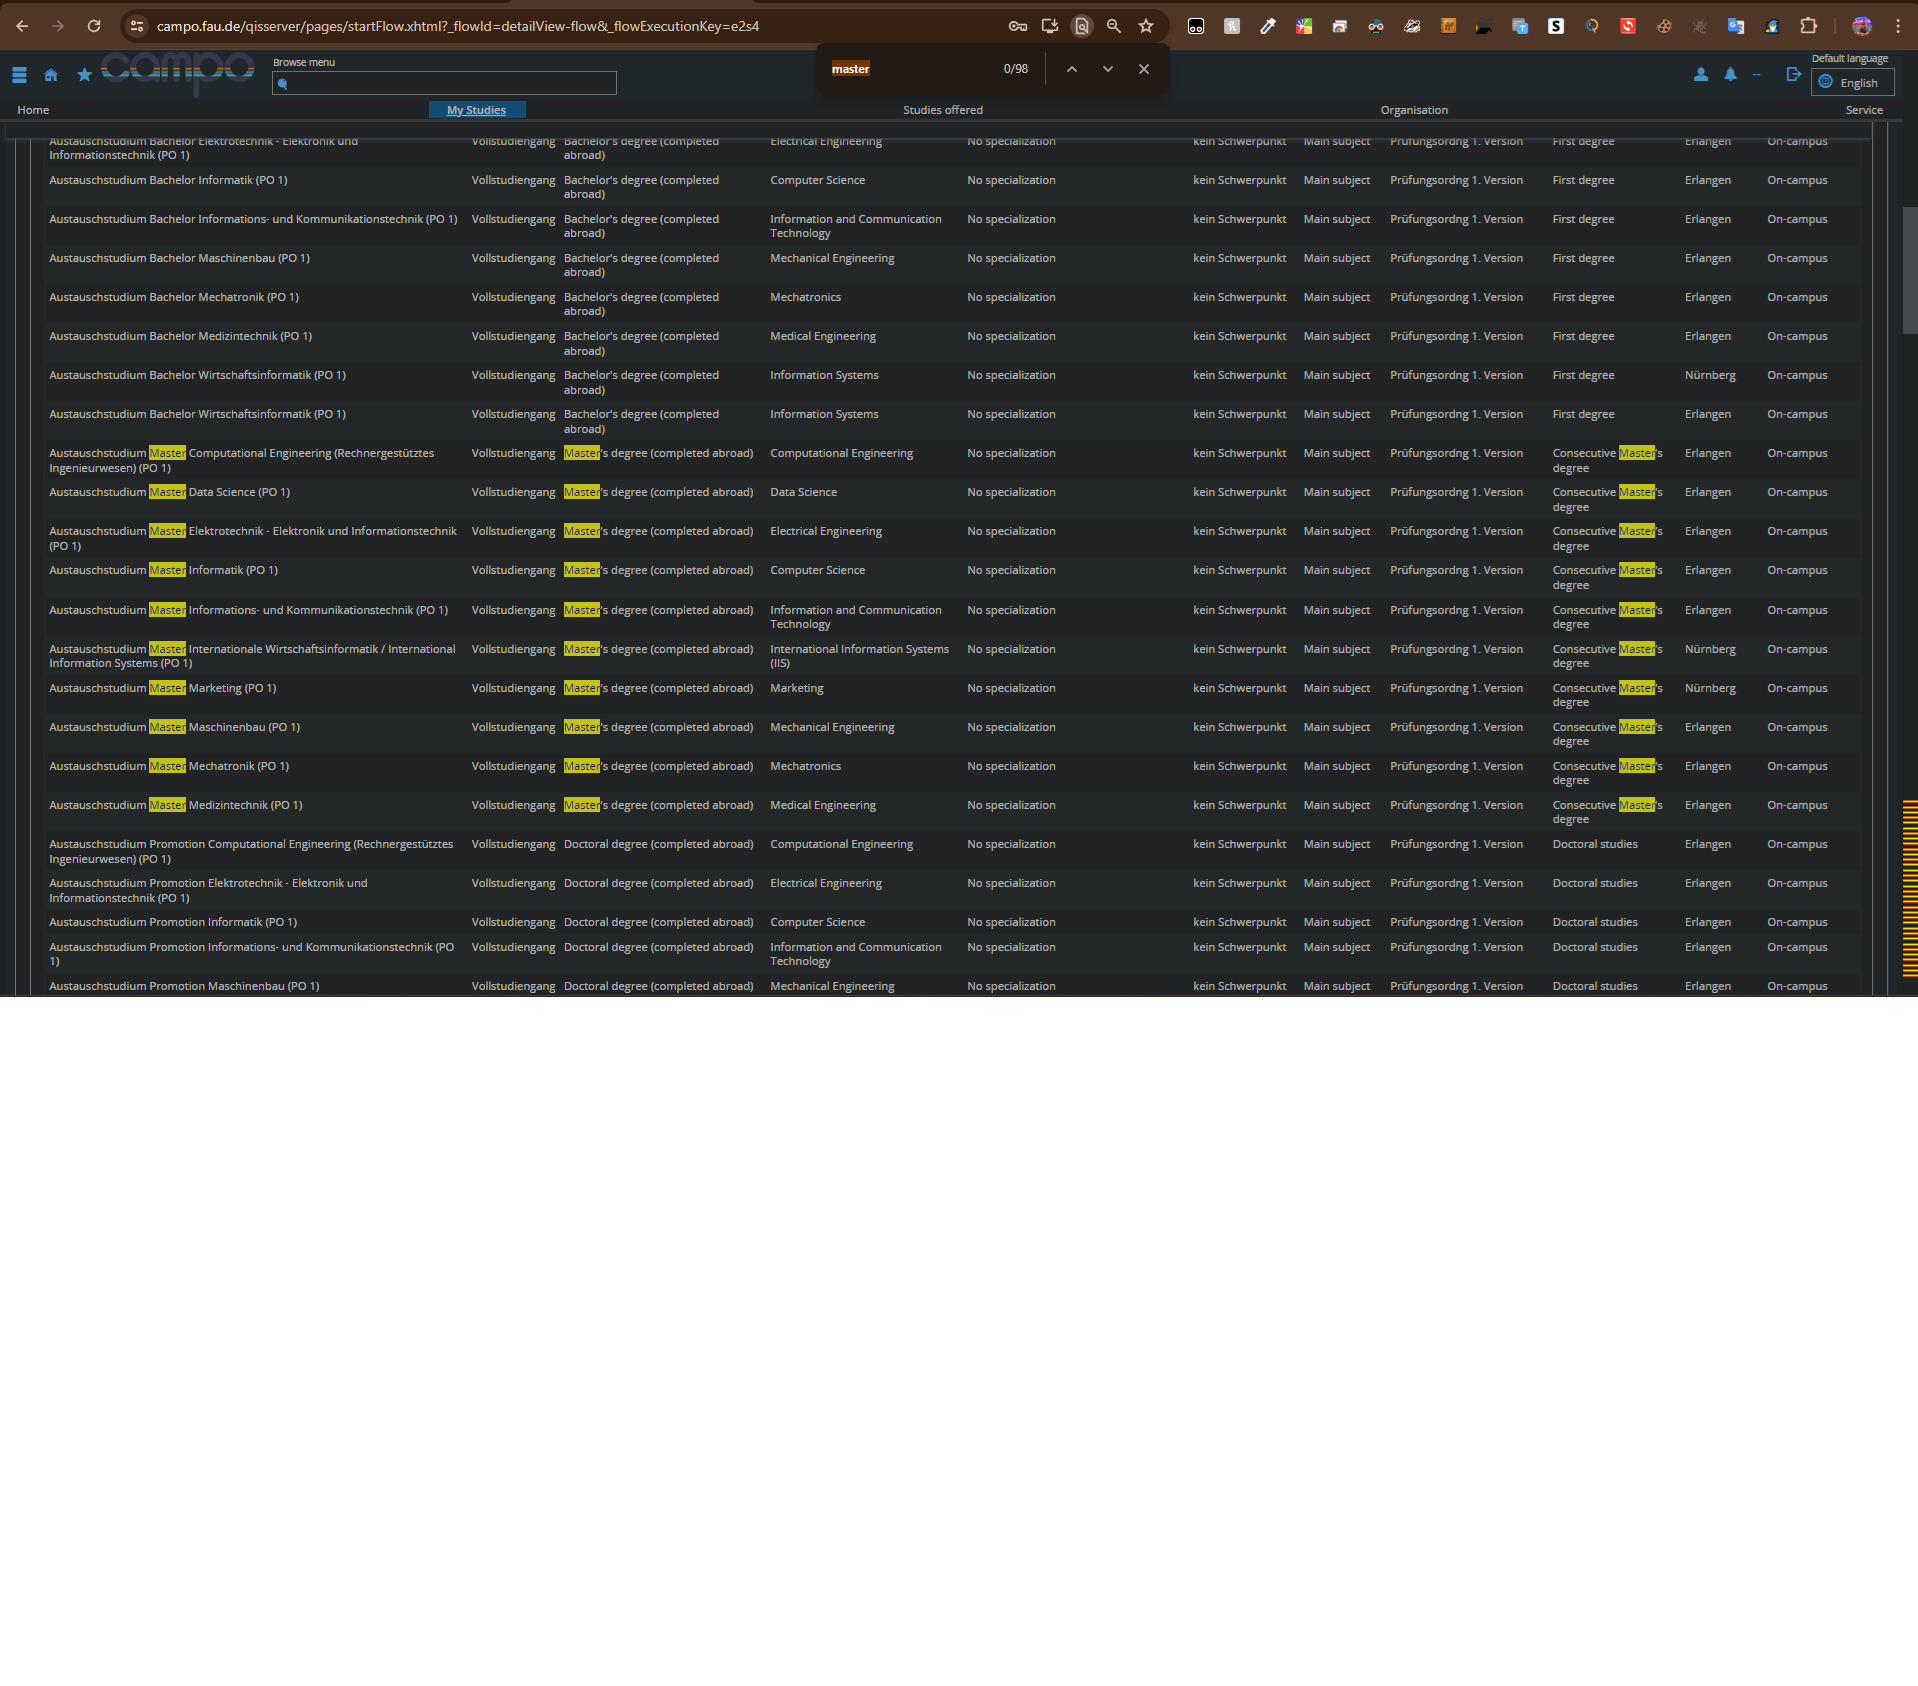 campo.fau.de/qisserver/pages/startFlow.xhtml?_flowId=detailView-flow&_flowExecutionKey=e2s4
master 0/98
campo
Browse menu
Default language
English
Home My Studies Studies offered Organisation Service
Austauschstudium Bachelor Elektrotechnik - Elektronik und Vollstudiengang Bachelor's degree (completed Electrical Engineering No specialization kein Schwerpunkt Main subject Prüfungsordng 1. Version First degree Erlangen On-campus
Informationstechnik (PO 1) abroad)
Austauschstudium Bachelor Informatik (PO 1) Vollstudiengang Bachelor's degree (completed Computer Science No specialization kein Schwerpunkt Main subject Prüfungsordng 1. Version First degree Erlangen On-campus
abroad)
Austauschstudium Bachelor Informations- und Kommunikationstechnik (PO 1) Vollstudiengang Bachelor's degree (completed Information and Communication No specialization kein Schwerpunkt Main subject Prüfungsordng 1. Version First degree Erlangen On-campus
abroad) Technology
Austauschstudium Bachelor Maschinenbau (PO 1) Vollstudiengang Bachelor's degree (completed Mechanical Engineering No specialization kein Schwerpunkt Main subject Prüfungsordng 1. Version First degree Erlangen On-campus
abroad)
Austauschstudium Bachelor Mechatronik (PO 1) Vollstudiengang Bachelor's degree (completed Mechatronics No specialization kein Schwerpunkt Main subject Prüfungsordng 1. Version First degree Erlangen On-campus
abroad)
Austauschstudium Bachelor Medizintechnik (PO 1) Vollstudiengang Bachelor's degree (completed Medical Engineering No specialization kein Schwerpunkt Main subject Prüfungsordng 1. Version First degree Erlangen On-campus
abroad)
Austauschstudium Bachelor Wirtschaftsinformatik (PO 1) Vollstudiengang Bachelor's degree (completed Information Systems No specialization kein Schwerpunkt Main subject Prüfungsordng 1. Version First degree Nürnberg On-campus
abroad)
Austauschstudium Bachelor Wirtschaftsinformatik (PO 1) Vollstudiengang Bachelor's degree (completed Information Systems No specialization kein Schwerpunkt Main subject Prüfungsordng 1. Version First degree Erlangen On-campus
abroad)
Austauschstudium Master Computational Engineering (Rechnergestütztes Vollstudiengang Master's degree (completed abroad) Computational Engineering No specialization kein Schwerpunkt Main subject Prüfungsordng 1. Version Consecutive Master's Erlangen On-campus
Ingenieurwesen) (PO 1) degree
Austauschstudium Master Data Science (PO 1) Vollstudiengang Master's degree (completed abroad) Data Science No specialization kein Schwerpunkt Main subject Prüfungsordng 1. Version Consecutive Master's Erlangen On-campus
degree
Austauschstudium Master Elektrotechnik - Elektronik und Informationstechnik Vollstudiengang Master's degree (completed abroad) Electrical Engineering No specialization kein Schwerpunkt Main subject Prüfungsordng 1. Version Consecutive Master's Erlangen On-campus
(PO 1) degree
Austauschstudium Master Informatik (PO 1) Vollstudiengang Master's degree (completed abroad) Computer Science No specialization kein Schwerpunkt Main subject Prüfungsordng 1. Version Consecutive Master's Erlangen On-campus
degree
Austauschstudium Master Informations- und Kommunikationstechnik (PO 1) Vollstudiengang Master's degree (completed abroad) Information and Communication No specialization kein Schwerpunkt Main subject Prüfungsordng 1. Version Consecutive Master's Erlangen On-campus
Technology degree
Austauschstudium Master Internationale Wirtschaftsinformatik / International Vollstudiengang Master's degree (completed abroad) International Information Systems No specialization kein Schwerpunkt Main subject Prüfungsordng 1. Version Consecutive Master's Nürnberg On-campus
Information Systems (PO 1) (IIS) degree
Austauschstudium Master Marketing (PO 1) Vollstudiengang Master's degree (completed abroad) Marketing No specialization kein Schwerpunkt Main subject Prüfungsordng 1. Version Consecutive Master's Nürnberg On-campus
degree
Austauschstudium Master Maschinenbau (PO 1) Vollstudiengang Master's degree (completed abroad) Mechanical Engineering No specialization kein Schwerpunkt Main subject Prüfungsordng 1. Version Consecutive Master's Erlangen On-campus
degree
Austauschstudium Master Mechatronik (PO 1) Vollstudiengang Master's degree (completed abroad) Mechatronics No specialization kein Schwerpunkt Main subject Prüfungsordng 1. Version Consecutive Master's Erlangen On-campus
degree
Austauschstudium Master Medizintechnik (PO 1) Vollstudiengang Master's degree (completed abroad) Medical Engineering No specialization kein Schwerpunkt Main subject Prüfungsordng 1. Version Consecutive Master's Erlangen On-campus
degree
Austauschstudium Promotion Computational Engineering (Rechnergestütztes Vollstudiengang Doctoral degree (completed abroad) Computational Engineering No specialization kein Schwerpunkt Main subject Prüfungsordng 1. Version Doctoral studies Erlangen On-campus
Ingenieurwesen) (PO 1)
Austauschstudium Promotion Elektrotechnik - Elektronik und Vollstudiengang Doctoral degree (completed abroad) Electrical Engineering No specialization kein Schwerpunkt Main subject Prüfungsordng 1. Version Doctoral studies Erlangen On-campus
Informationstechnik (PO 1)
Austauschstudium Promotion Informatik (PO 1) Vollstudiengang Doctoral degree (completed abroad) Computer Science No specialization kein Schwerpunkt Main subject Prüfungsordng 1. Version Doctoral studies Erlangen On-campus
Austauschstudium Promotion Informations- und Kommunikationstechnik (PO Vollstudiengang Doctoral degree (completed abroad) Information and Communication No specialization kein Schwerpunkt Main subject Prüfungsordng 1. Version Doctoral studies Erlangen On-campus
1) Technology
Austauschstudium Promotion Maschinenbau (PO 1) Vollstudiengang Doctoral degree (completed abroad) Mechanical Engineering No specialization kein Schwerpunkt Main subject Prüfungsordng 1. Version Doctoral studies Erlangen On-campus